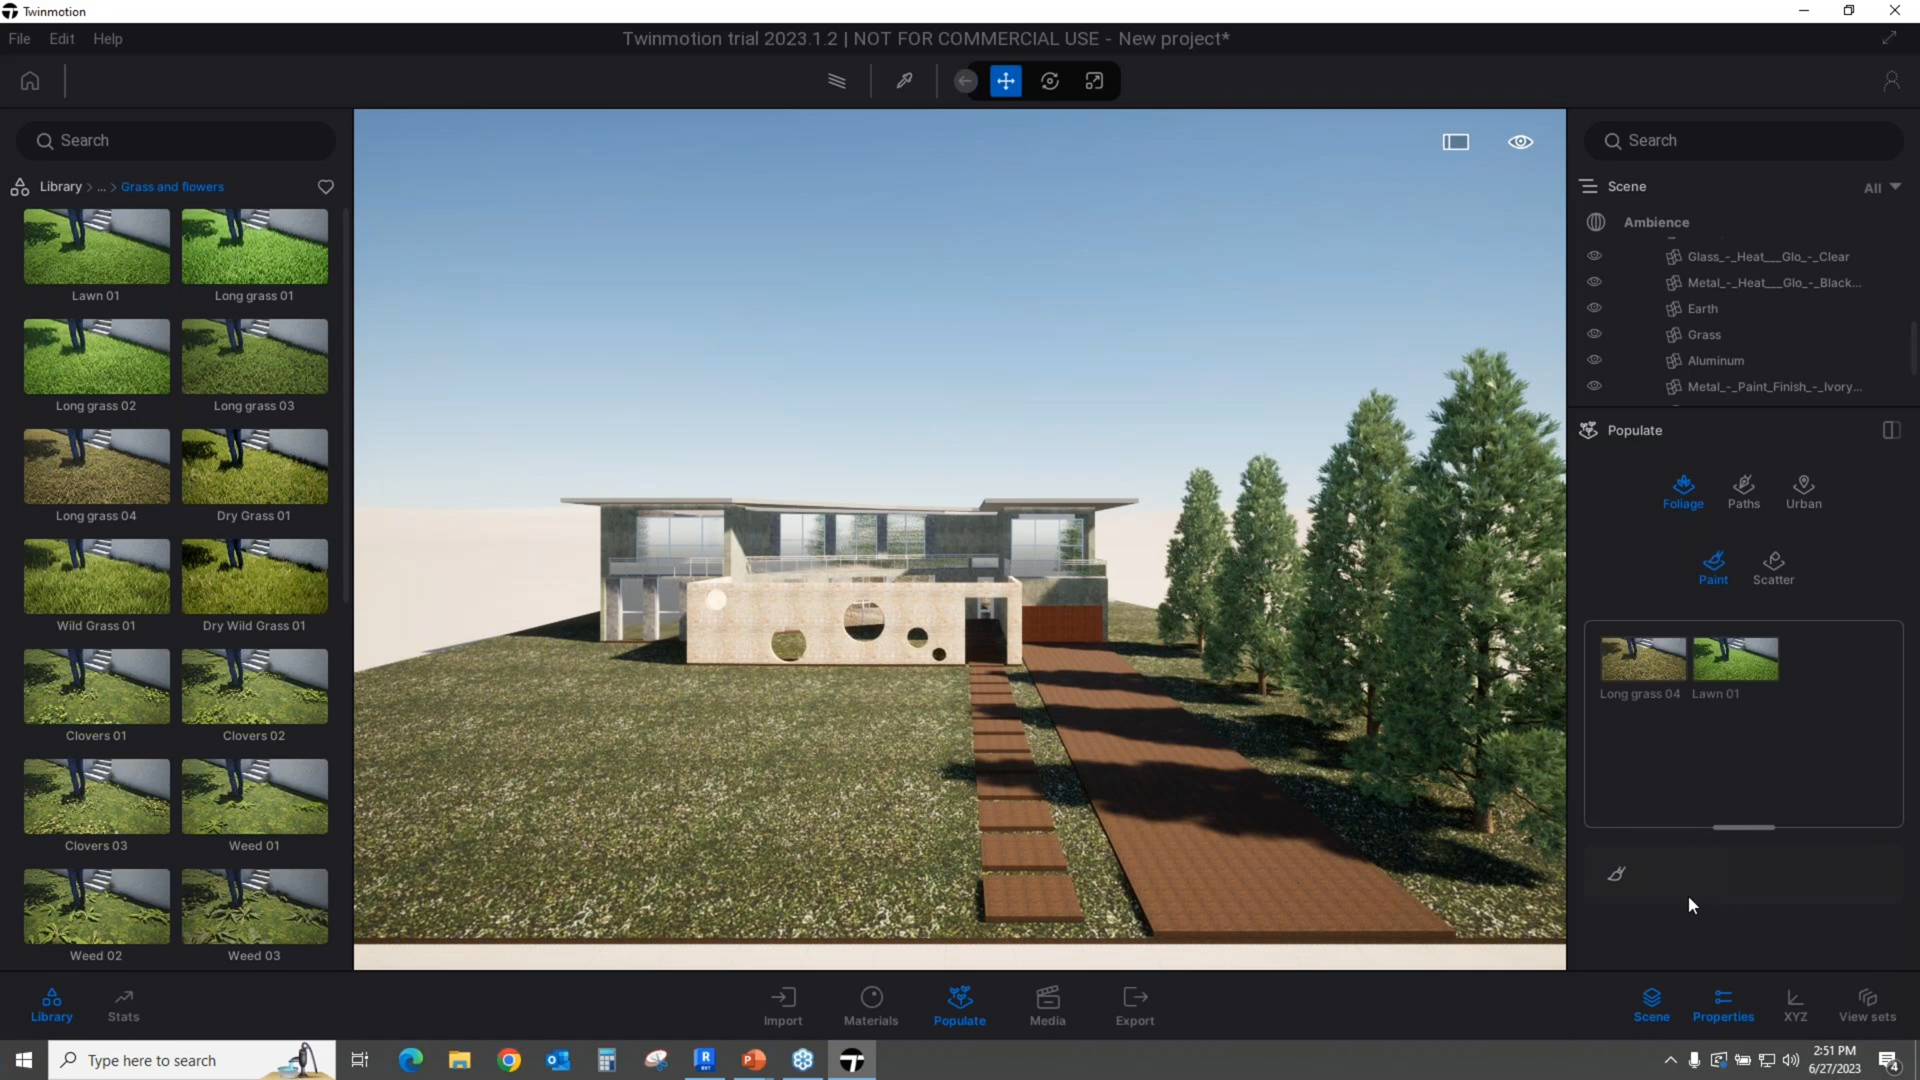 Twinmotion
File Edit Help
Twinmotion trial 2023.1.2 | NOT FOR COMMERCIAL USE - New project*
Search
Library > ... > Grass and flowers
Lawn 01
Long grass 01
Long grass 02
Long grass 03
Long grass 04
Dry Grass 01
Wild Grass 01
Dry Wild Grass 01
Clovers 01
Clovers 02
Clovers 03
Weed 01
Weed 02
Weed 03
Search
Scene
All
Ambience
Glass_-_Heat___Glo_-_Clear
Metal_-_Heat___Glo_-_Black...
Earth
Grass
Aluminum
Metal_-_Paint_Finish_-_Ivory...
Populate
Foliage
Paths
Urban
Paint
Scatter
Long grass 04
Lawn 01
Library
Stats
Import
Materials
Populate
Media
Export
Scene
Properties
XYZ
View sets
Type here to search
2:51 PM
6/27/2023
4